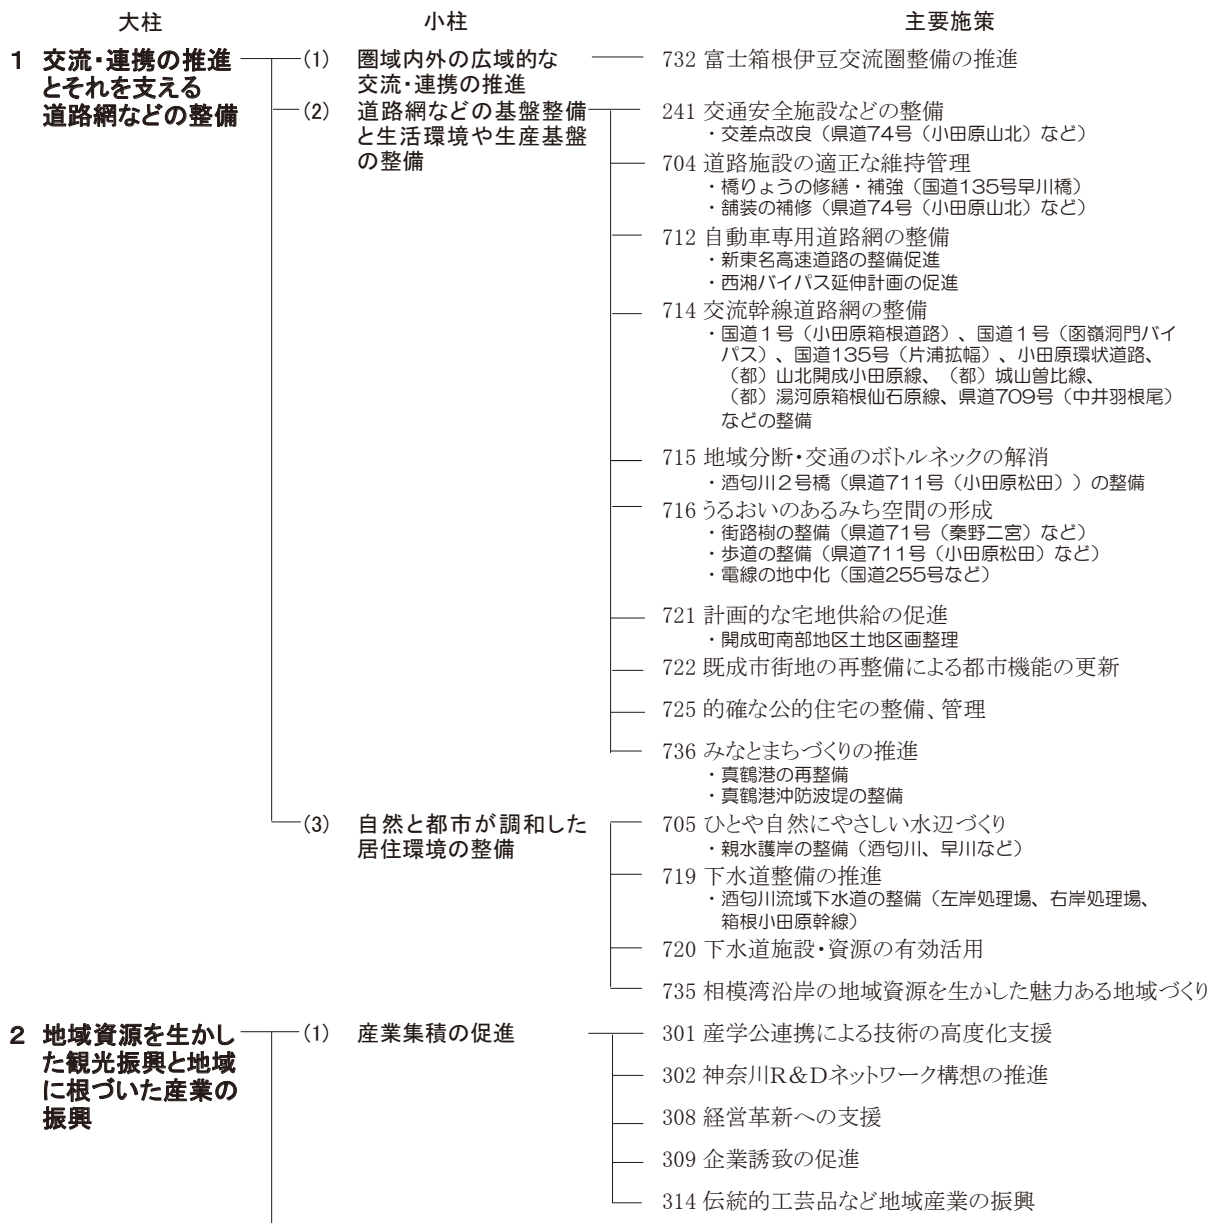 大柱 小柱 主要施策
1 交流・連携の推進
とそれを支える
道路網などの整備
(1) 圏域内外の広域的な
交流・連携の推進
732 富士箱根伊豆交流圏整備の推進
(2) 道路網などの基盤整備
と生活環境や生産基盤
の整備
241 交通安全施設などの整備
・交差点改良（県道74号（小田原山北）など）
704 道路施設の適正な維持管理
・橋りょうの修繕・補強（国道135号早川橋）
・舗装の補修（県道74号（小田原山北）など）
712 自動車専用道路網の整備
・新東名高速道路の整備促進
・西湘バイパス延伸計画の促進
714 交流幹線道路網の整備
・国道１号（小田原箱根道路）、国道１号（函嶺洞門バイ
パス）、国道135号（片浦拡幅）、小田原環状道路、
（都）山北開成小田原線、（都）城山曽比線、
（都）湯河原箱根仙石原線、県道709号（中井羽根尾）
などの整備
715 地域分断・交通のボトルネックの解消
・酒匂川２号橋（県道711号（小田原松田））の整備
716 うるおいのあるみち空間の形成
・街路樹の整備（県道71号（秦野二宮）など）
・歩道の整備（県道711号（小田原松田）など）
・電線の地中化（国道255号など）
721 計画的な宅地供給の促進
・開成町南部地区土地区画整理
722 既成市街地の再整備による都市機能の更新
725 的確な公的住宅の整備、管理
736 みなとまちづくりの推進
・真鶴港の再整備
・真鶴港沖防波堤の整備
(3) 自然と都市が調和した
居住環境の整備
705 ひとや自然にやさしい水辺づくり
・親水護岸の整備（酒匂川、早川など）
719 下水道整備の推進
・酒匂川流域下水道の整備（左岸処理場、右岸処理場、
箱根小田原幹線）
720 下水道施設・資源の有効活用
735 相模湾沿岸の地域資源を生かした魅力ある地域づくり
2 地域資源を生かし
た観光振興と地域
に根づいた産業の
振興
(1) 産業集積の促進
301 産学公連携による技術の高度化支援
302 神奈川Ｒ＆Ｄネットワーク構想の推進
308 経営革新への支援
309 企業誘致の促進
314 伝統的工芸品など地域産業の振興